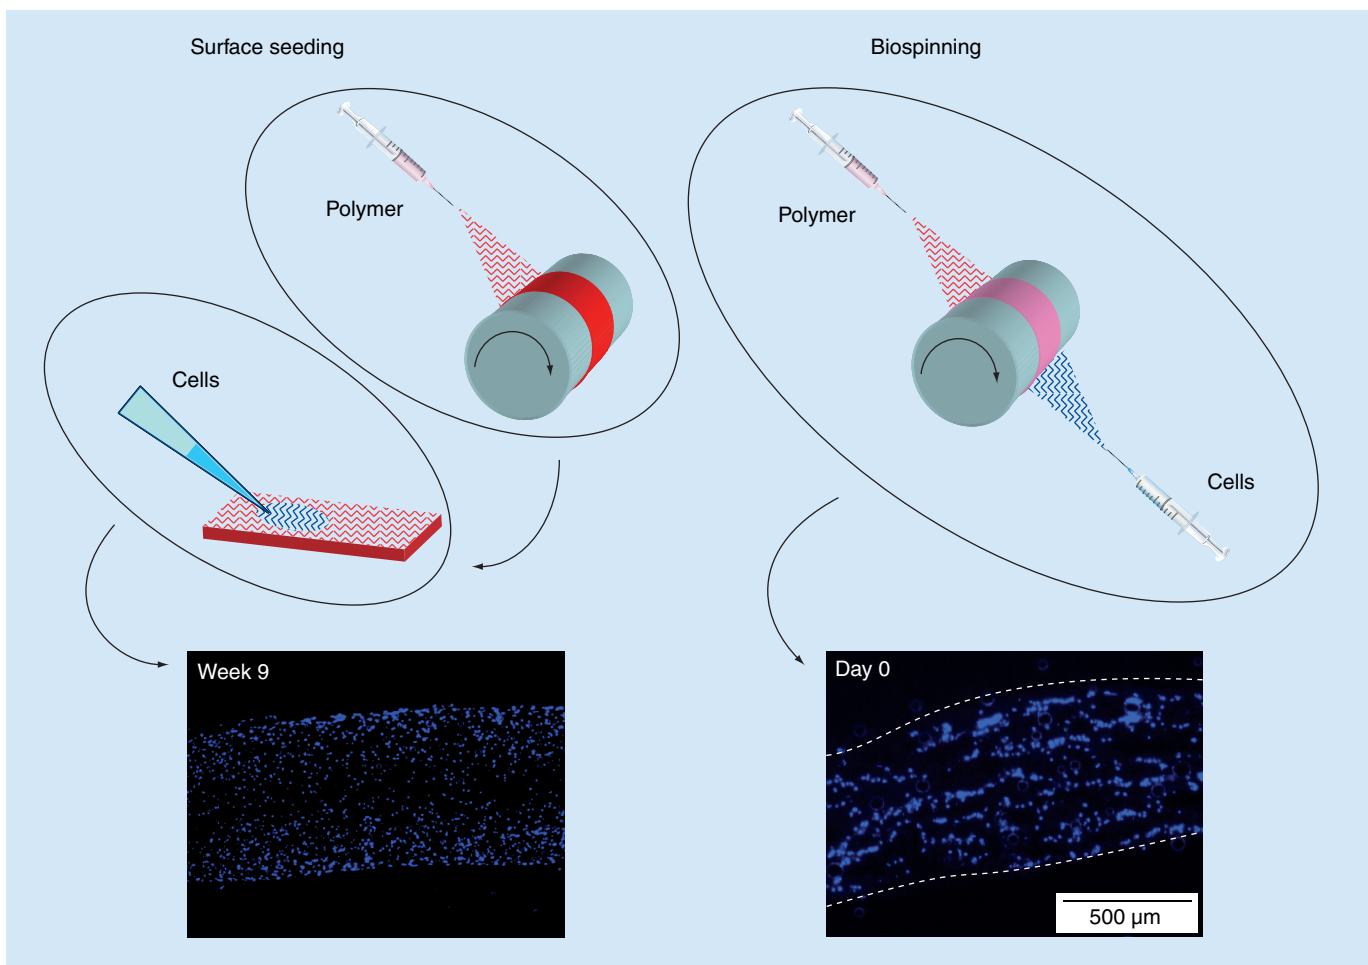 Surface seeding
Biospinning
Polymer
Polymer
Cells
Cells
Week 9
Day 0
500 µm